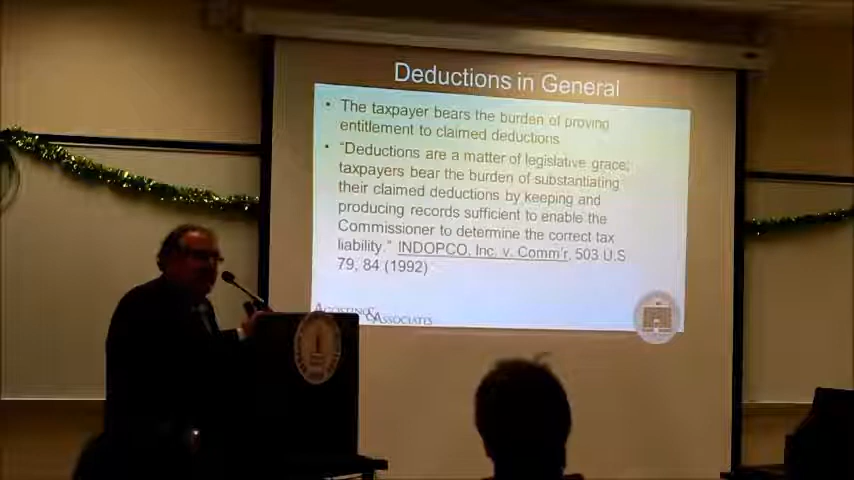 Deductions in General
• The taxpayer bears the burden of proving
entitlement to claimed deductions
• "Deductions are a matter of legislative grace;
taxpayers bear the burden of substantiating
their claimed deductions by keeping and
producing records sufficient to enable the
Commissioner to determine the correct tax
liability." INDOPCO, Inc. v. Comm'r, 503 U.S
79, 84 (1992)
AGOSTINO & ASSOCIATES